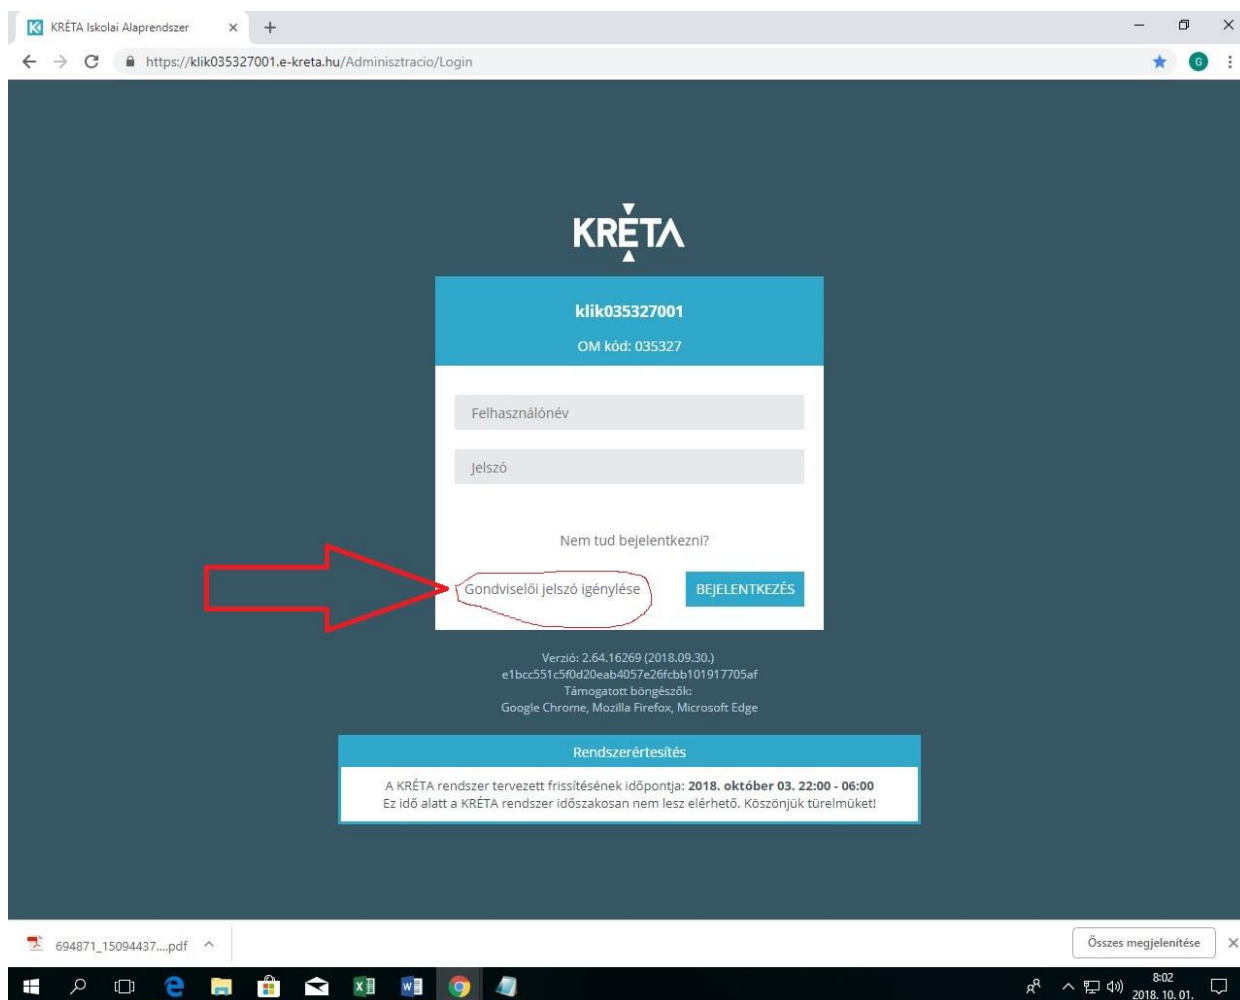 KRÉTA Iskolai Alaprendszer
https://klik035327001.e-kreta.hu/Adminisztracio/Login
G
KRÉTA
klik035327001
OM kód: 035327
Felhasználónév
Jelszó
Nem tud bejelentkezni?
Gondviselői jelszó igénylése
BEJELENTKEZÉS
Verzió: 2.64.16269 (2018.09.30.)
e1bcc551c5f0d20eab4057e26fcbb101917705af
Támogatott böngészők:
Google Chrome, Mozilla Firefox, Microsoft Edge
Rendszerértesítés
A KRÉTA rendszer tervezett frissítésének időpontja: 2018. október 03. 22:00 - 06:00
Ez idő alatt a KRÉTA rendszer időszakosan nem lesz elérhető. Köszönjük türelmüket!
694871_15094437....pdf
Összes megjelenítése
8:02
2018. 10. 01.